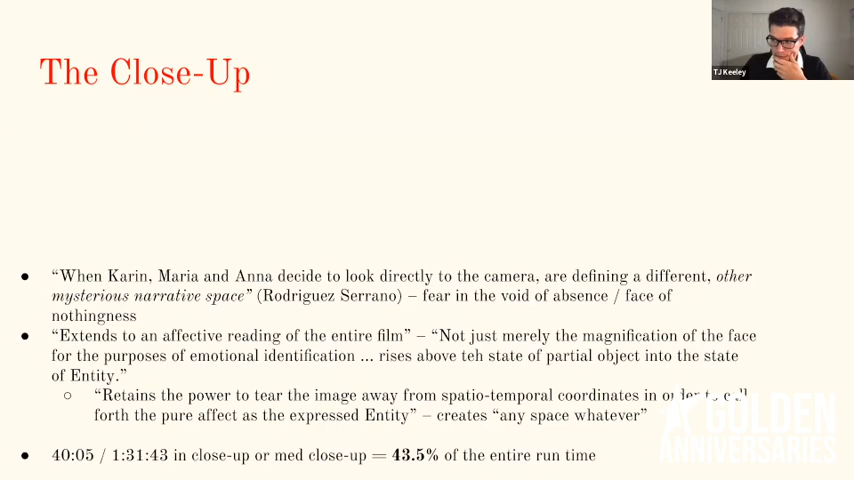 The Close-Up
TJ Keeley
● “When Karin, Maria and Anna decide to look directly to the camera, are defining a different, other
mysterious narrative space” (Rodriguez Serrano) – fear in the void of absence / face of
nothingness
● “Extends to an affective reading of the entire film” – “Not just merely the magnification of the face
for the purposes of emotional identification ... rises above teh state of partial object into the state
of Entity.”
○ “Retains the power to tear the image away from spatio-temporal coordinates in order to call
forth the pure affect as the expressed Entity” – creates “any space whatever”
● 40:05 / 1:31:43 in close-up or med close-up = 43.5% of the entire run time
GOLDEN
ANNIVERSARIES